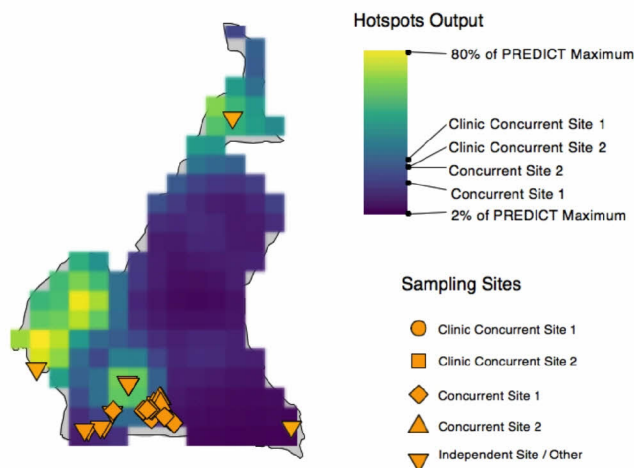 Hotspots Output
80% of PREDICT Maximum
Clinic Concurrent Site 1
Clinic Concurrent Site 2
Concurrent Site 2
Concurrent Site 1
2% of PREDICT Maximum
Sampling Sites
Clinic Concurrent Site 1
Clinic Concurrent Site 2
Concurrent Site 1
Concurrent Site 2
Independent Site / Other